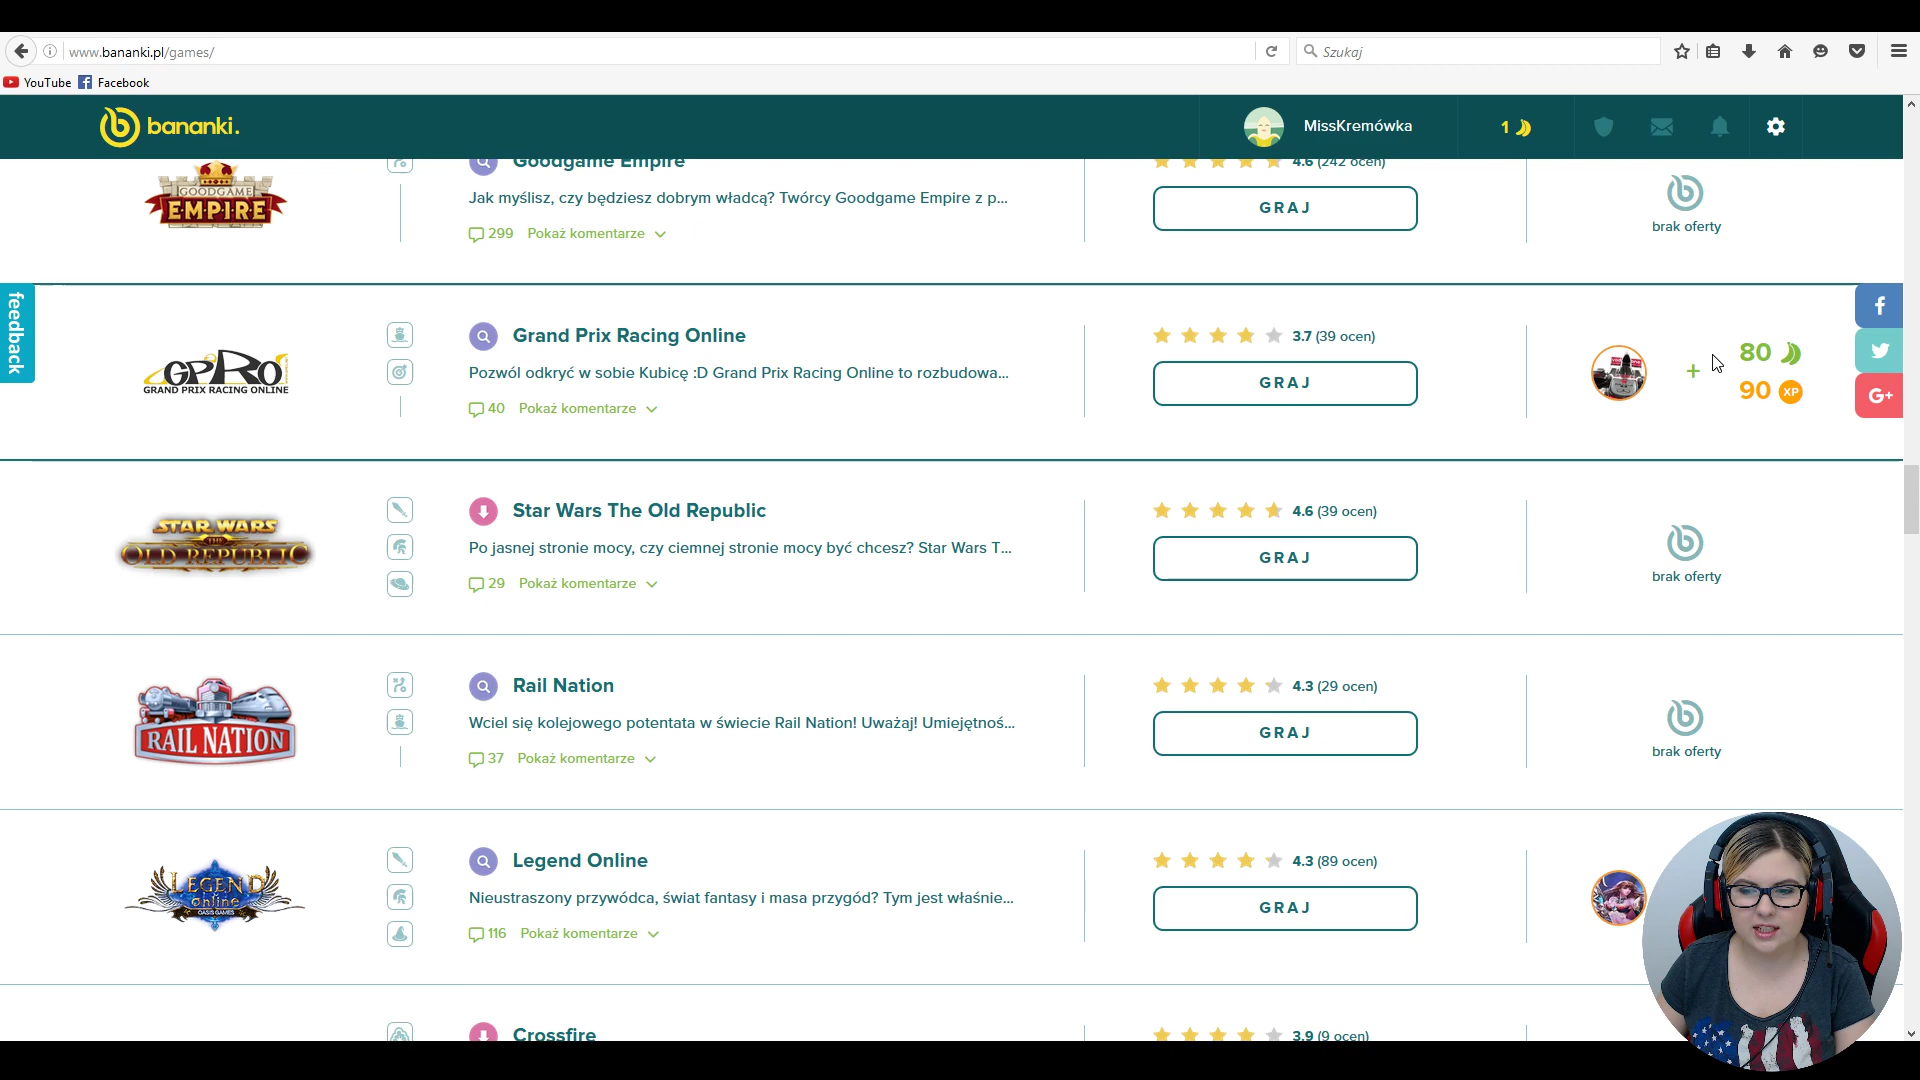 www.bananki.pl/games/
Szukaj
YouTube Facebook
bananki.
MissKremówka
1
GOODGAME
EMPIRE
Goodgame Empire
4.6 (242 ocen)
Jak myślisz, czy będziesz dobrym władcą? Twórcy Goodgame Empire z p...
GRAJ
299 Pokaż komentarze
brak oferty
feedback
GPRO
GRAND PRIX RACING ONLINE
Grand Prix Racing Online
3.7 (39 ocen)
Pozwól odkryć w sobie Kubicę :D Grand Prix Racing Online to rozbudowa...
GRAJ
40 Pokaż komentarze
+
80
90 XP
f
G+
STAR WARS
THE
OLD REPUBLIC
Star Wars The Old Republic
4.6 (39 ocen)
Po jasnej stronie mocy, czy ciemnej stronie mocy być chcesz? Star Wars T...
GRAJ
29 Pokaż komentarze
brak oferty
RAIL NATION
Rail Nation
4.3 (29 ocen)
Wciel się kolejowego potentata w świecie Rail Nation! Uważaj! Umiejętnoś...
GRAJ
37 Pokaż komentarze
brak oferty
LEGEND
Online
OASIS GAMES
Legend Online
4.3 (89 ocen)
Nieustraszony przywódca, świat fantasy i masa przygód? Tym jest właśnie...
GRAJ
116 Pokaż komentarze
Crossfire
3.9 (9 ocen)